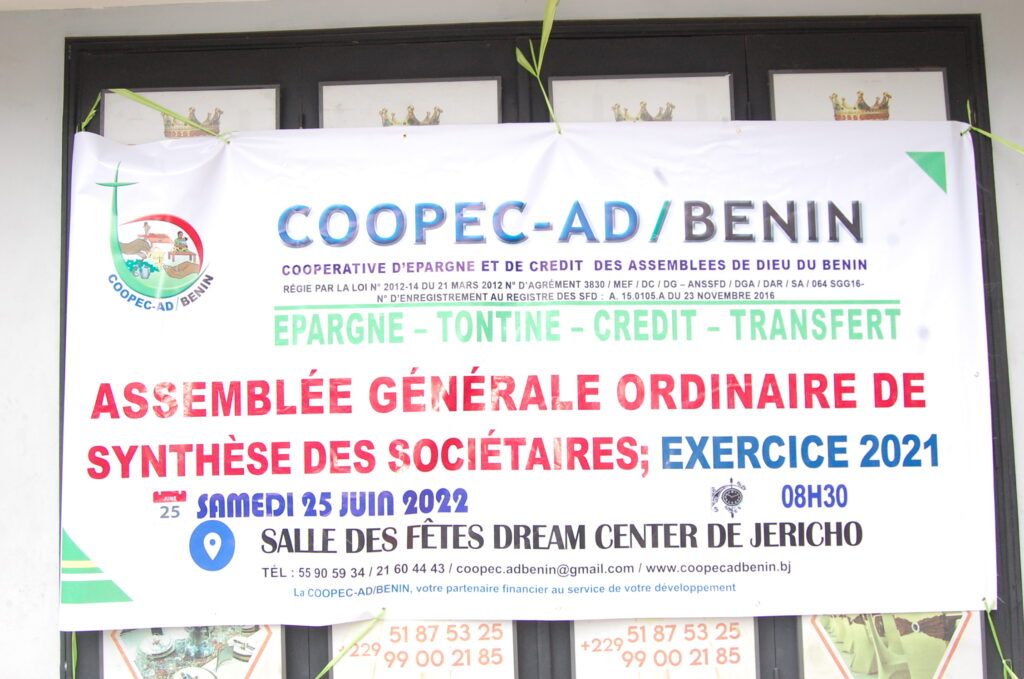 COOPEC-AD/BENIN
COOPEC-AD/BENIN
COOPERATIVE D'EPARGNE ET DE CREDIT DES ASSEMBLEES DE DIEU DU BENIN
RÉGIE PAR LA LOI N° 2012-14 DU 21 MARS 2012 N° D'AGRÉMENT 3830 / MEF / DC / DG – ANSSFD / DGA / DAR / SA / 064 SGG16-
N° D'ENREGISTREMENT AU REGISTRE DES SFD : A. 15.0105.A DU 23 NOVEMBRE 2016
EPARGNE – TONTINE – CREDIT – TRANSFERT
ASSEMBLÉE GÉNÉRALE ORDINAIRE DE
SYNTHÈSE DES SOCIÉTAIRES; EXERCICE 2021
JUNE
25
SAMEDI 25 JUIN 2022
08H30
SALLE DES FÊTES DREAM CENTER DE JERICHO
TÉL : 55 90 59 34 / 21 60 44 43 / coopec.adbenin@gmail.com / www.coopecadbenin.bj
La COOPEC-AD/BENIN, votre partenaire financier au service de votre développement
+229 51 87 53 25
99 00 21 85
+229 51 87 53 25
99 00 21 85